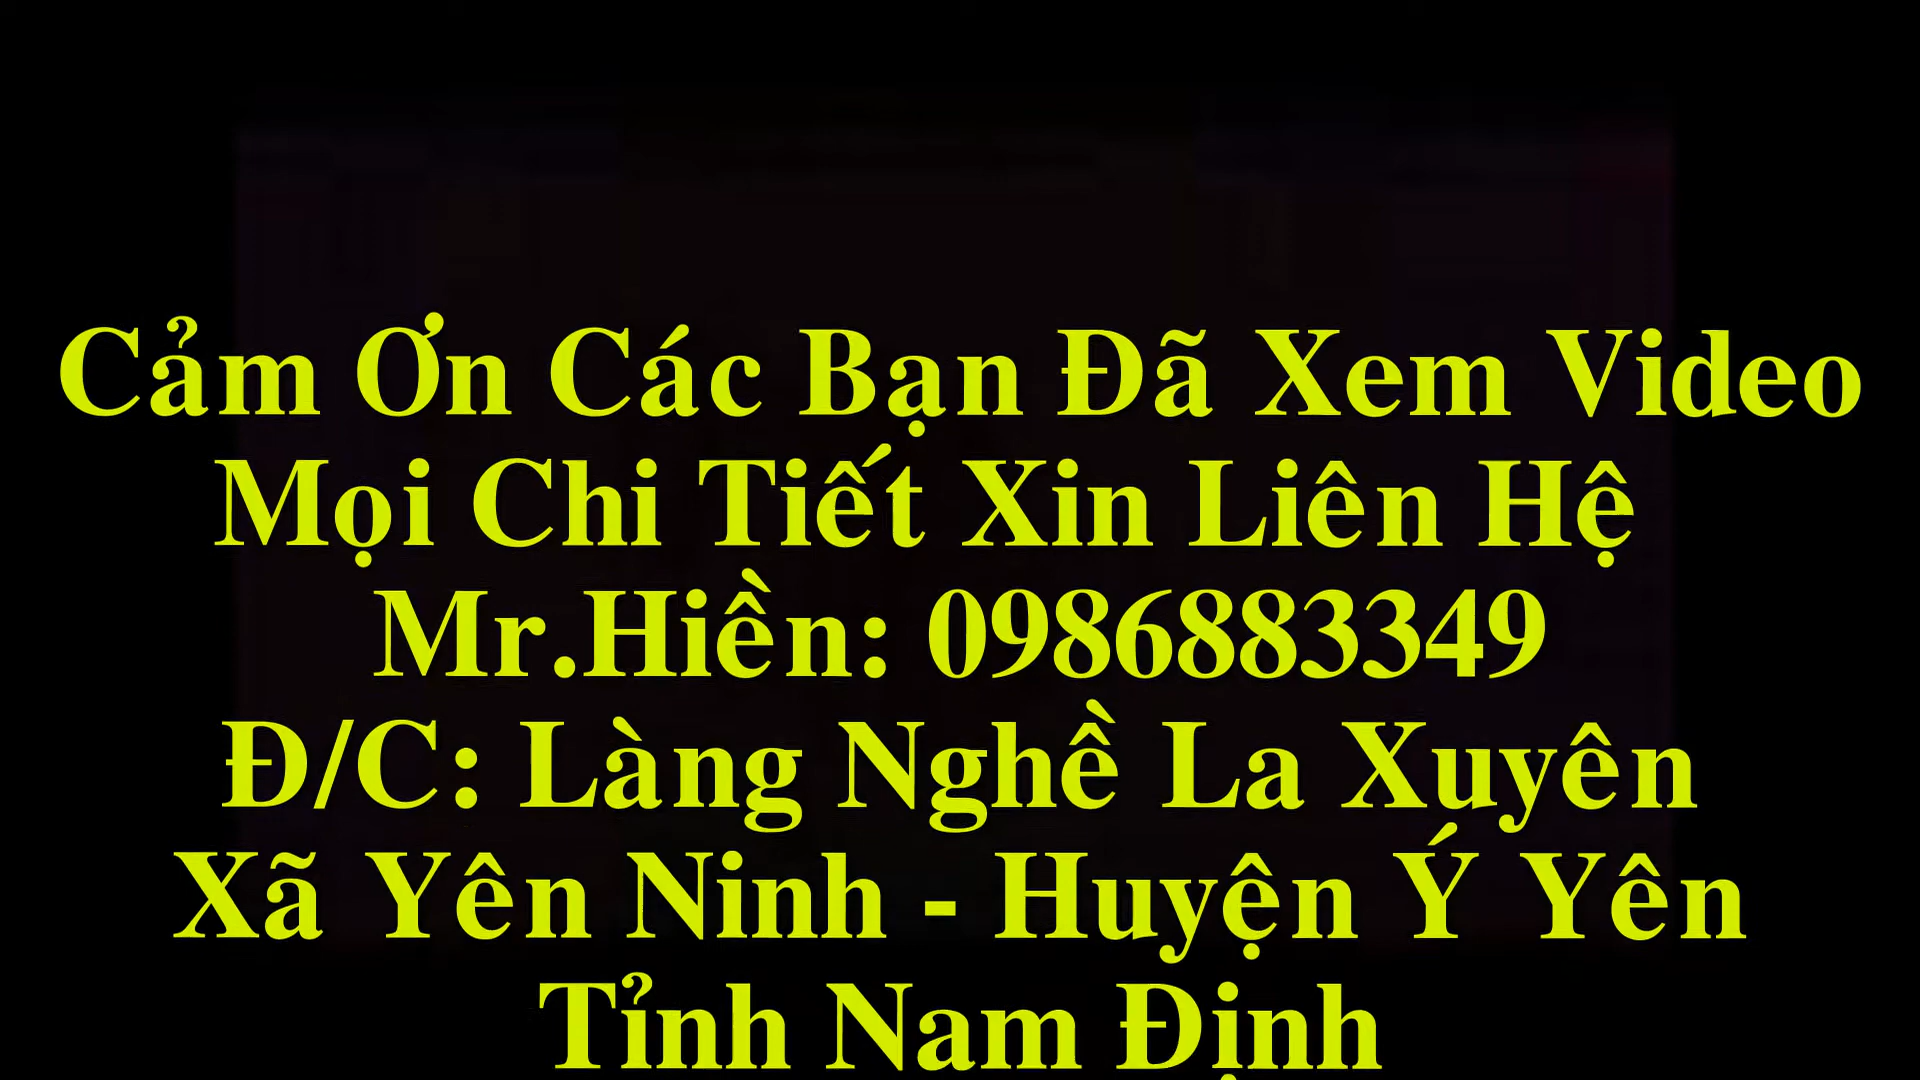 Cảm Ơn Các Bạn Đã Xem Video
Mọi Chi Tiết Xin Liên Hệ
Mr.Hiền: 0986883349
Đ/C: Làng Nghề La Xuyên
Xã Yên Ninh - Huyện Ý Yên
Tỉnh Nam Định